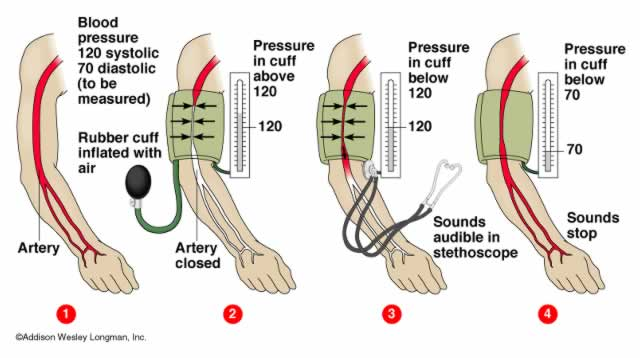 Blood
pressure
120 systolic
70 diastolic
(to be
measured)
Rubber cuff
inflated with
air
Artery
1
Pressure
in cuff
above
120
120
Artery
closed
2
Pressure
in cuff
below
120
120
Sounds
audible in
stethoscope
3
Pressure
in cuff
below
70
70
Sounds
stop
4
©Addison Wesley Longman, Inc.